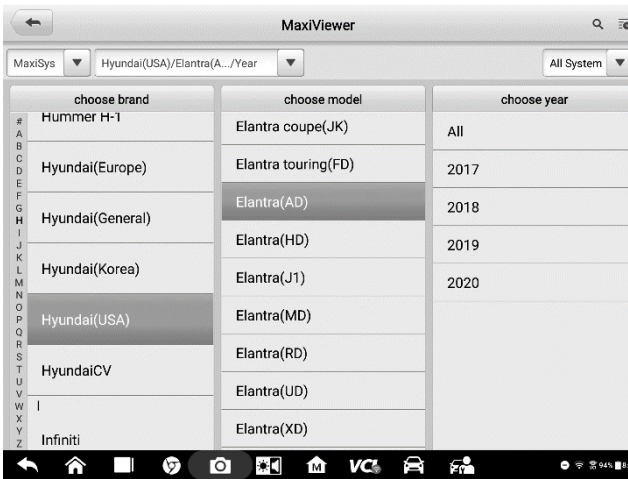 MaxiViewer
MaxiSys
Hyundai(USA)/Elantra(A.../Year
All System
choose brand
choose model
choose year
#
A
B
C
D
E
F
G
H
I
J
K
L
M
N
O
P
Q
R
S
T
U
V
W
X
Y
Z
Hummer H-1
Hyundai(Europe)
Hyundai(General)
Hyundai(Korea)
Hyundai(USA)
HyundaiCV
I
Infiniti
Elantra coupe(JK)
Elantra touring(FD)
Elantra(AD)
Elantra(HD)
Elantra(J1)
Elantra(MD)
Elantra(RD)
Elantra(UD)
Elantra(XD)
All
2017
2018
2019
2020
M
VCI
94%